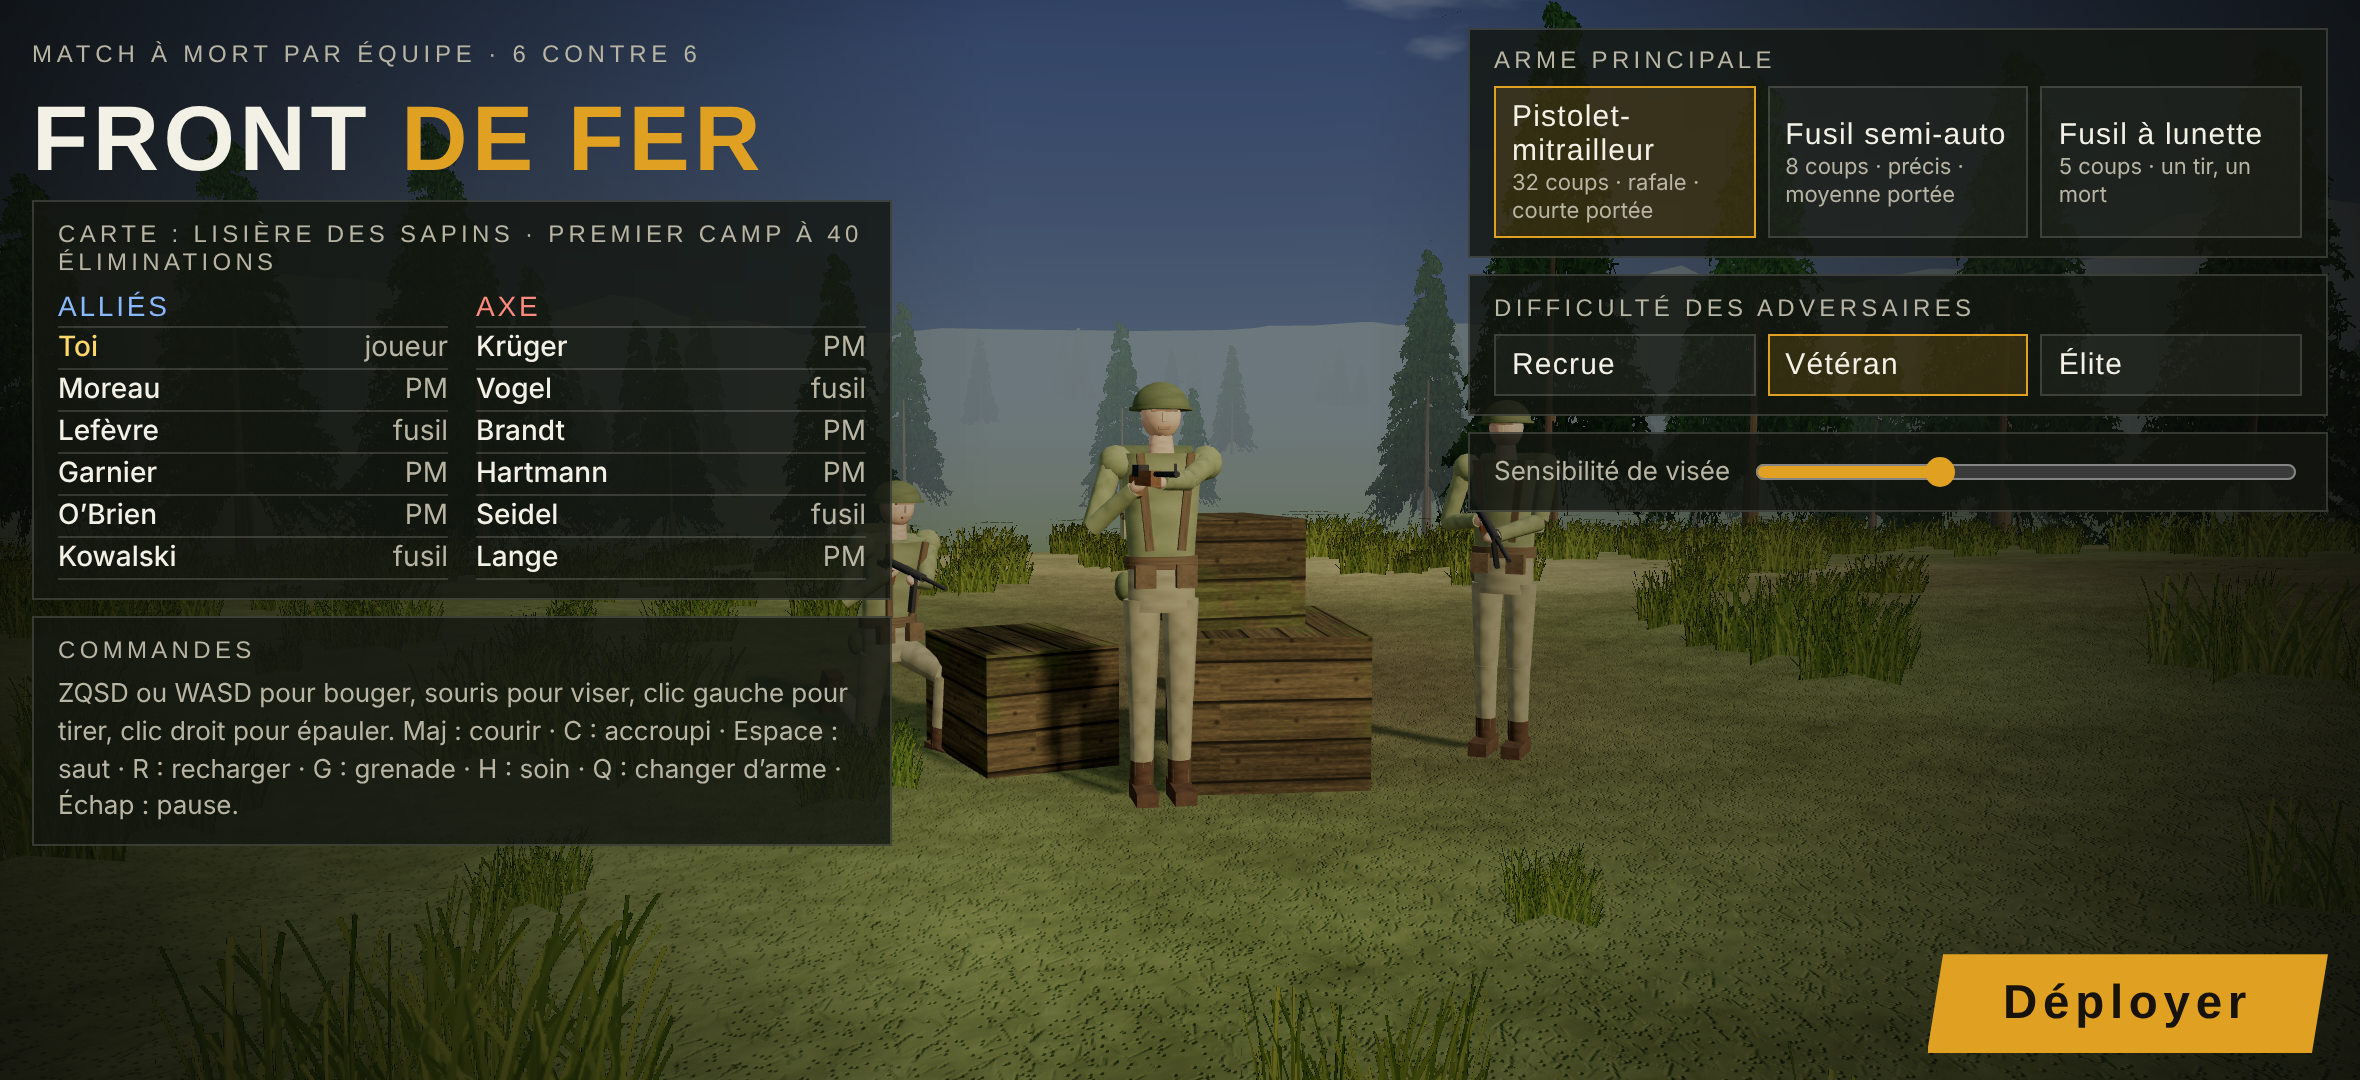 MATCH À MORT PAR ÉQUIPE · 6 CONTRE 6
FRONT DE FER
CARTE : LISIÈRE DES SAPINS · PREMIER CAMP À 40
ÉLIMINATIONS
ALLIÉS
Toi joueur
Moreau PM
Lefèvre fusil
Garnier PM
O’Brien PM
Kowalski fusil
AXE
Krüger PM
Vogel fusil
Brandt PM
Hartmann PM
Seidel fusil
Lange PM
COMMANDES
ZQSD ou WASD pour bouger, souris pour viser, clic gauche pour
tirer, clic droit pour épauler. Maj : courir · C : accroupi · Espace :
saut · R : recharger · G : grenade · H : soin · Q : changer d’arme ·
Échap : pause.
ARME PRINCIPALE
Pistolet-
mitrailleur
32 coups · rafale ·
courte portée
Fusil semi-auto
8 coups · précis ·
moyenne portée
Fusil à lunette
5 coups · un tir, un
mort
DIFFICULTÉ DES ADVERSAIRES
Recrue
Vétéran
Élite
Sensibilité de visée
Déployer